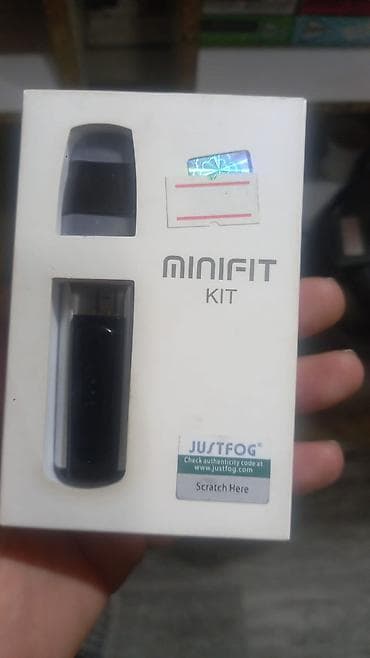 MINIFIT
KIT
JUSTFOG®
Check authenticity code at
www.justfog.com
Scratch Here